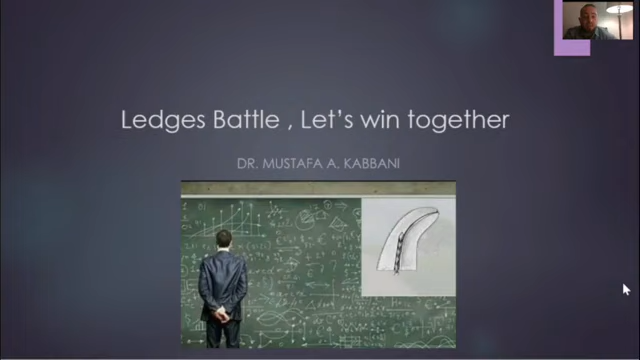 Ledges Battle , Let's win together
DR. MUSTAFA A. KABBANI